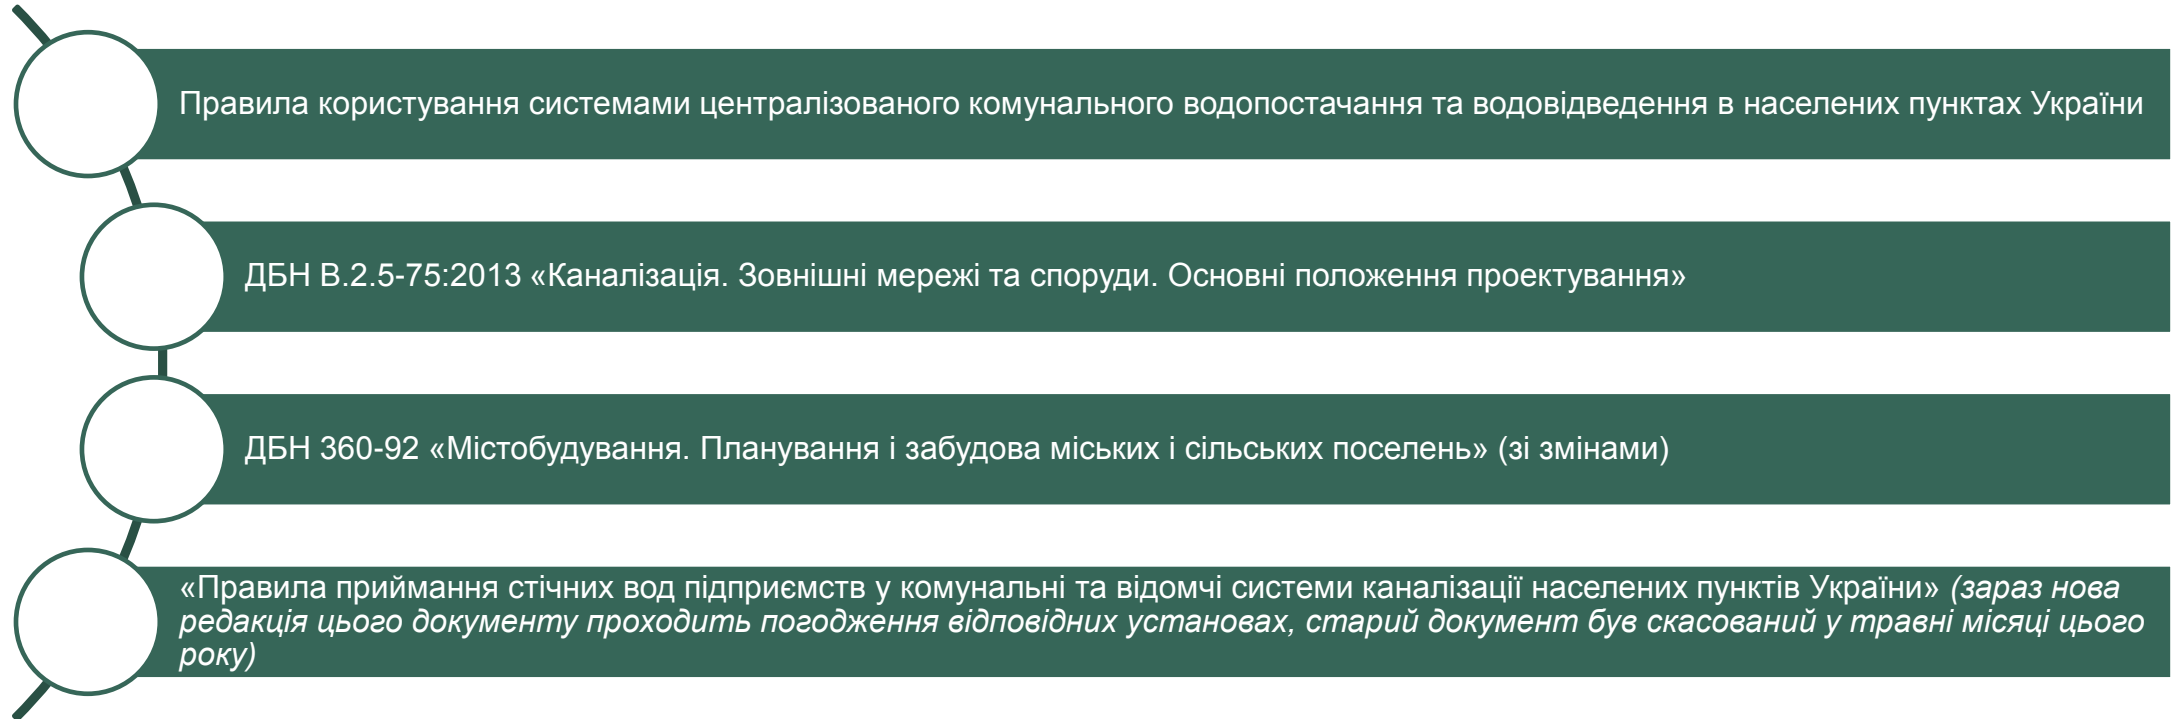 Правила користування системами централізованого комунального водопостачання та водовідведення в населених пунктах України
ДБН В.2.5-75:2013 «Каналізація. Зовнішні мережі та споруди. Основні положення проектування»
ДБН 360-92 «Містобудування. Планування і забудова міських і сільських поселень» (зі змінами)
«Правила приймання стічних вод підприємств у комунальні та відомчі системи каналізації населених пунктів України» (зараз нова
редакція цього документу проходить погодження відповідних установах, старий документ був скасований у травні місяці цього
року)